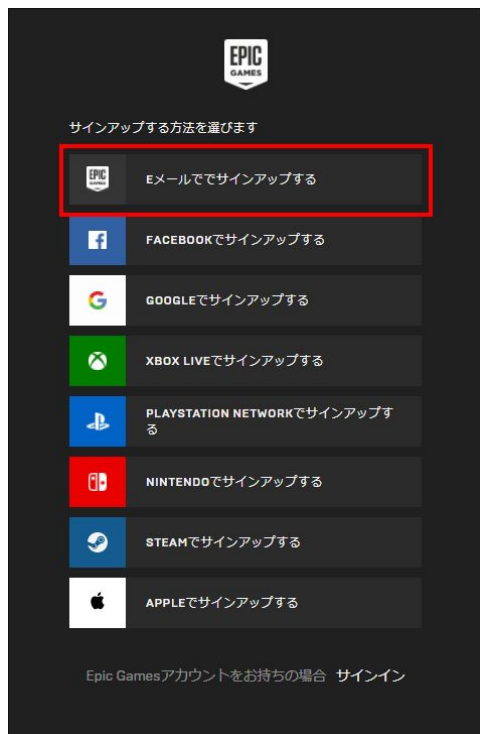 EPIC
GAMES
サインアップする方法を選びます
EPIC
GAMES
Eメールででサインアップする
FACEBOOKでサインアップする
GOOGLEでサインアップする
XBOX LIVEでサインアップする
PLAYSTATION NETWORKでサインアップす
る
NINTENDOでサインアップする
STEAMでサインアップする
APPLEでサインアップする
Epic Gamesアカウントをお持ちの場合 サインイン